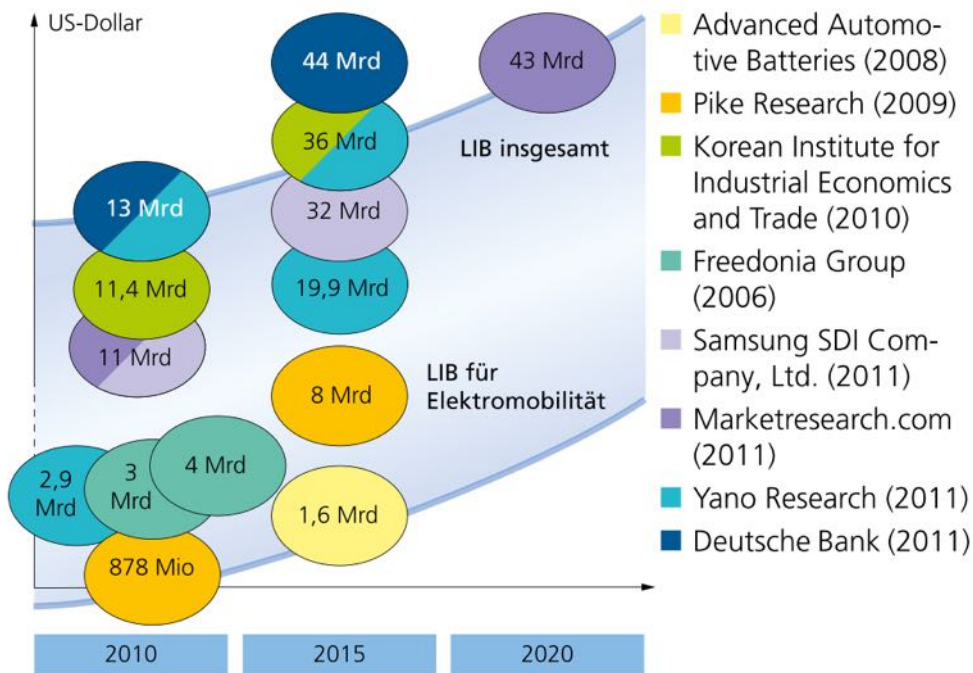 US-Dollar
44 Mrd
43 Mrd
36 Mrd
LIB insgesamt
13 Mrd
32 Mrd
11,4 Mrd
19,9 Mrd
11 Mrd
LIB für
Elektromobilität
8 Mrd
2,9
Mrd
3
Mrd
4 Mrd
1,6 Mrd
878 Mio
2010
2015
2020
Advanced Automo-
tive Batteries (2008)
Pike Research (2009)
Korean Institute for
Industrial Economics
and Trade (2010)
Freedonia Group
(2006)
Samsung SDI Com-
pany, Ltd. (2011)
Marketresearch.com
(2011)
Yano Research (2011)
Deutsche Bank (2011)